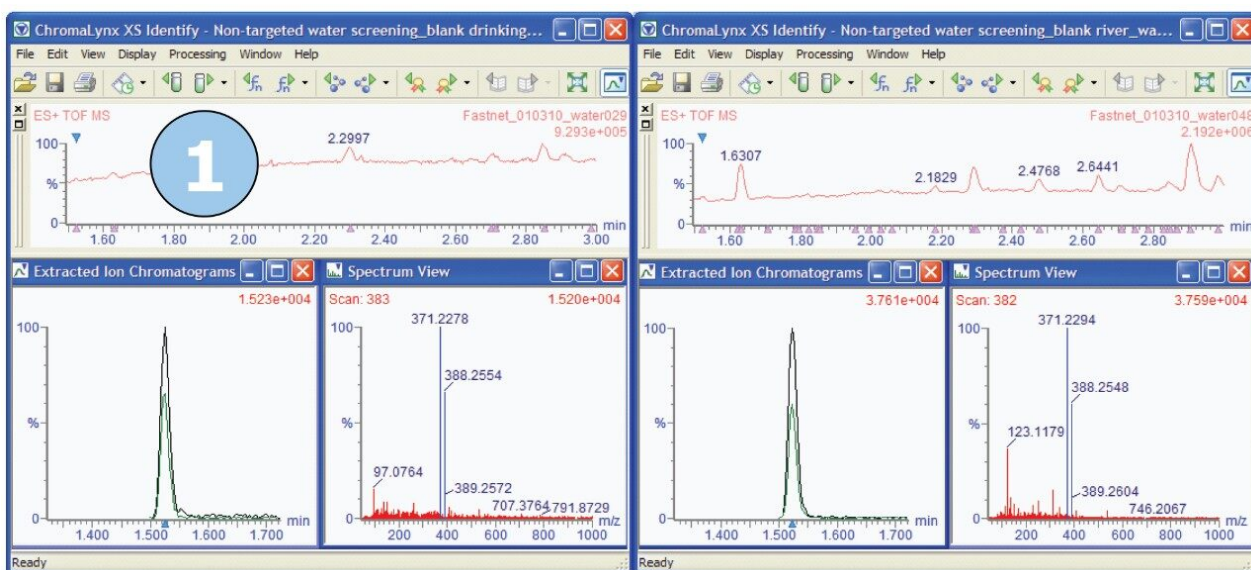 ChromaLynx XS Identify - Non-targeted water screening_blank drinking...
File Edit View Display Processing Window Help
ES+ TOF MS
Fastnet_010310_water029
9.293e+005
100
%
0
2.2997
1
1.60 1.80 2.00 2.20 2.40 2.60 2.80 3.00
min
Extracted Ion Chromatograms
1.523e+004
100
%
0
1.400 1.500 1.600 1.700
min
Spectrum View
Scan: 383
1.520e+004
100
%
0
371.2278
388.2554
97.0764
389.2572
707.3764 791.8729
200 400 600 800 1000
m/z
Ready
ChromaLynx XS Identify - Non-targeted water screening_blank river_wa...
File Edit View Display Processing Window Help
ES+ TOF MS
Fastnet_010310_water048
2.192e+006
100
%
0
1.6307
2.1829
2.4768
2.6441
1.60 1.80 2.00 2.20 2.40 2.60 2.80
min
Extracted Ion Chromatograms
3.761e+004
100
%
0
1.400 1.500 1.600 1.700
min
Spectrum View
Scan: 382
3.759e+004
100
%
0
371.2294
388.2548
123.1179
389.2604
746.2067
200 400 600 800 1000
m/z
Ready